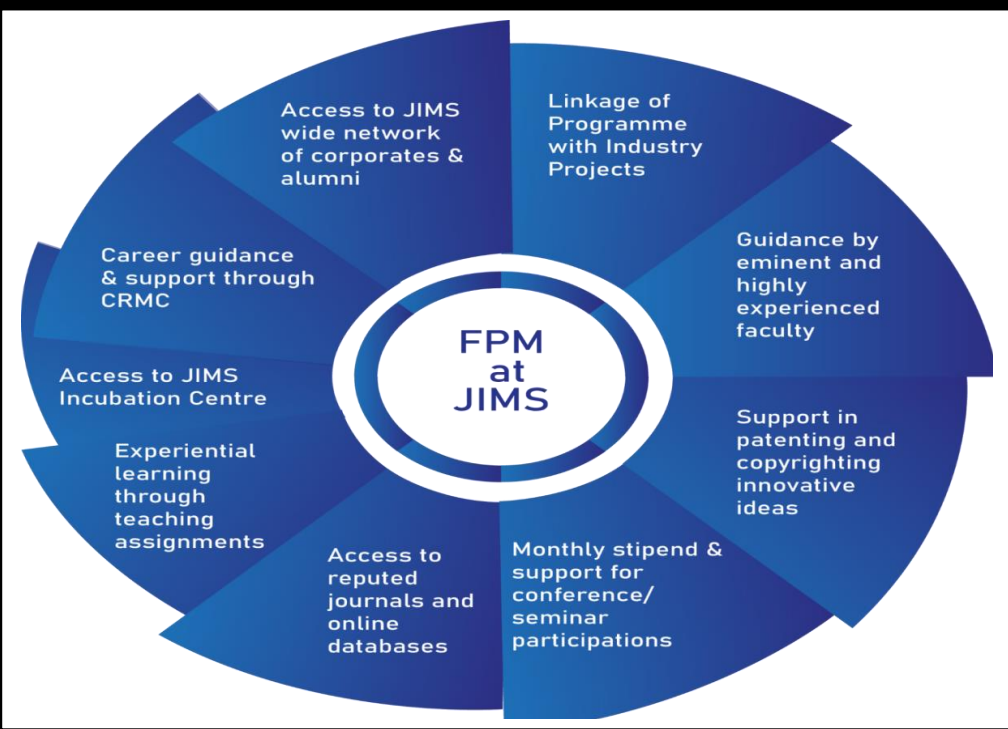 Access to JIMS
wide network
of corporates &
alumni
Linkage of
Programme
with Industry
Projects
Guidance by
eminent and
highly
experienced
faculty
Support in
patenting and
copyrighting
innovative
ideas
Monthly stipend &
support for
conference/
seminar
participations
Access to
reputed
journals and
online
databases
Experiential
learning
through
teaching
assignments
Access to JIMS
Incubation Centre
Career guidance
& support through
CRMC
FPM
at
JIMS